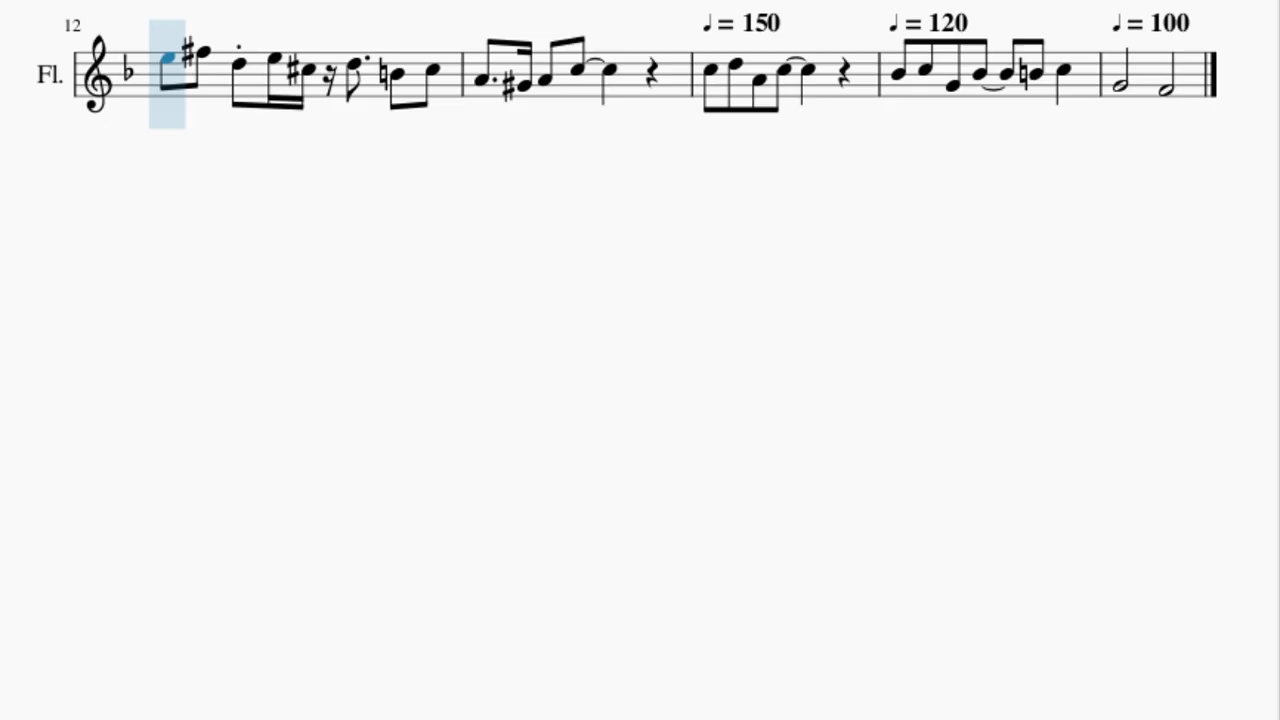 12
♩ = 150
♩ = 120
♩ = 100
Fl.